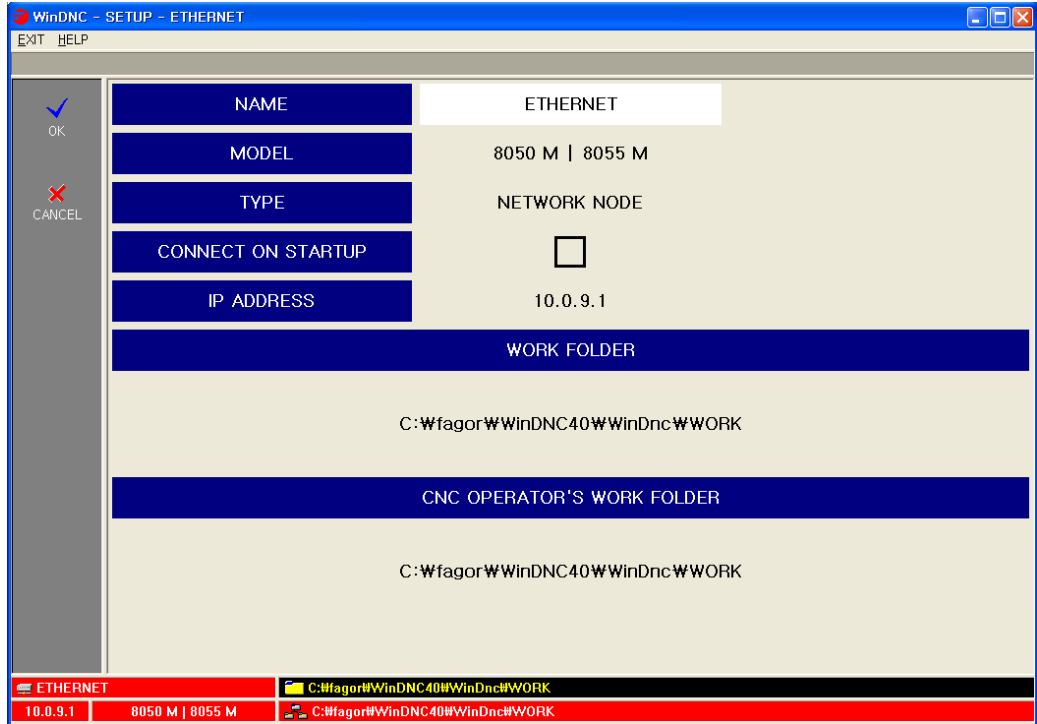 WinDNC - SETUP - ETHERNET
EXIT HELP
OK
CANCEL
NAME ETHERNET
MODEL 8050 M | 8055 M
TYPE NETWORK NODE
CONNECT ON STARTUP
IP ADDRESS 10.0.9.1
WORK FOLDER
C:₩fagor₩WinDNC40₩WinDnc₩WORK
CNC OPERATOR'S WORK FOLDER
C:₩fagor₩WinDNC40₩WinDnc₩WORK
ETHERNET C:₩fagor₩WinDNC40₩WinDnc₩WORK
10.0.9.1 8050 M | 8055 M C:₩fagor₩WinDNC40₩WinDnc₩WORK